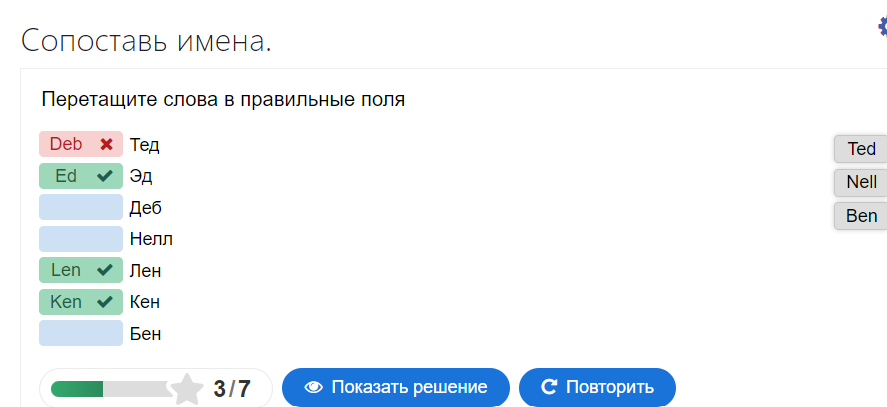 Сопоставь имена.
Перетащите слова в правильные поля
Deb Тед
Ed Эд
Деб
Нелл
Len Лен
Ken Кен
Бен
Ted
Nell
Ben
3/7 Показать решение Повторить